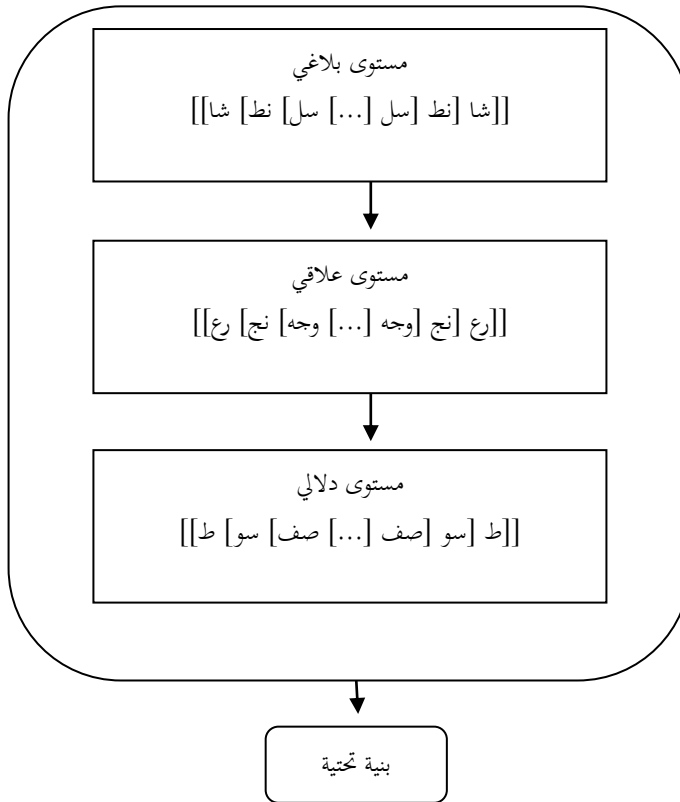 مستوى بلاغي
[[شا [نط [سل [...] سل] نط] شا]]
مستوى علاقي
[[رع [نج [وجه [...] وجه] نج] رع]]
مستوى دلالي
[[ط [سو [صف [...] صف] سو] ط]]
بنية تحتية